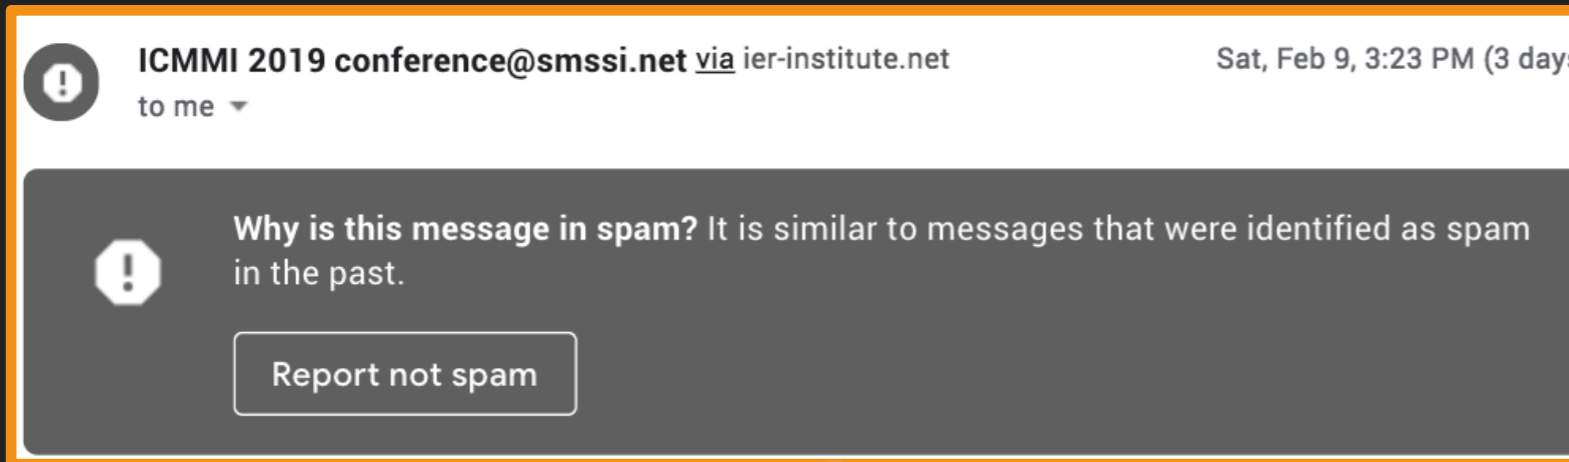 ICMMI 2019 conference@smssi.net via ier-institute.net Sat, Feb 9, 3:23 PM (3 days
to me
Why is this message in spam? It is similar to messages that were identified as spam
in the past.
Report not spam